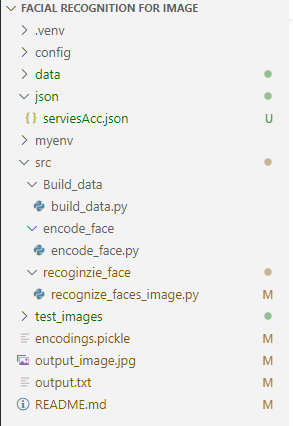 FACIAL RECOGNITION FOR IMAGE
.venv
config
data
json
serviesAcc.json U
myenv
src
Build_data
build_data.py
encode_face
encode_face.py
recoginzie_face
recognize_faces_image.py M
test_images
encodings.pickle M
output_image.jpg M
output.txt M
README.md M